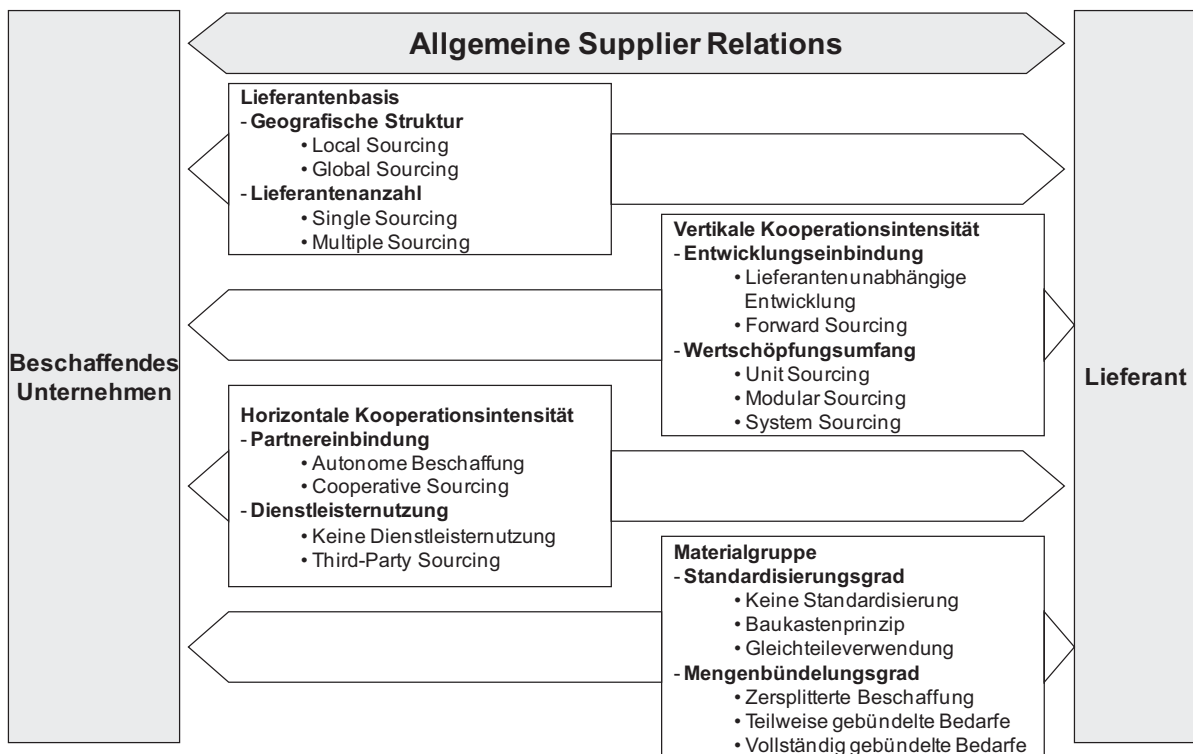 Allgemeine Supplier Relations
Beschaffendes
Unternehmen
Lieferantenbasis
- Geografische Struktur
• Local Sourcing
• Global Sourcing
- Lieferantenanzahl
• Single Sourcing
• Multiple Sourcing
Vertikale Kooperationsintensität
- Entwicklungseinbindung
• Lieferantenunabhängige
Entwicklung
• Forward Sourcing
- Wertschöpfungsumfang
• Unit Sourcing
• Modular Sourcing
• System Sourcing
Horizontale Kooperationsintensität
- Partnereinbindung
• Autonome Beschaffung
• Cooperative Sourcing
- Dienstleisternutzung
• Keine Dienstleisternutzung
• Third-Party Sourcing
Materialgruppe
- Standardisierungsgrad
• Keine Standardisierung
• Baukastenprinzip
• Gleichteileverwendung
- Mengenbündelungsgrad
• Zersplitterte Beschaffung
• Teilweise gebündelte Bedarfe
• Vollständig gebündelte Bedarfe
Lieferant